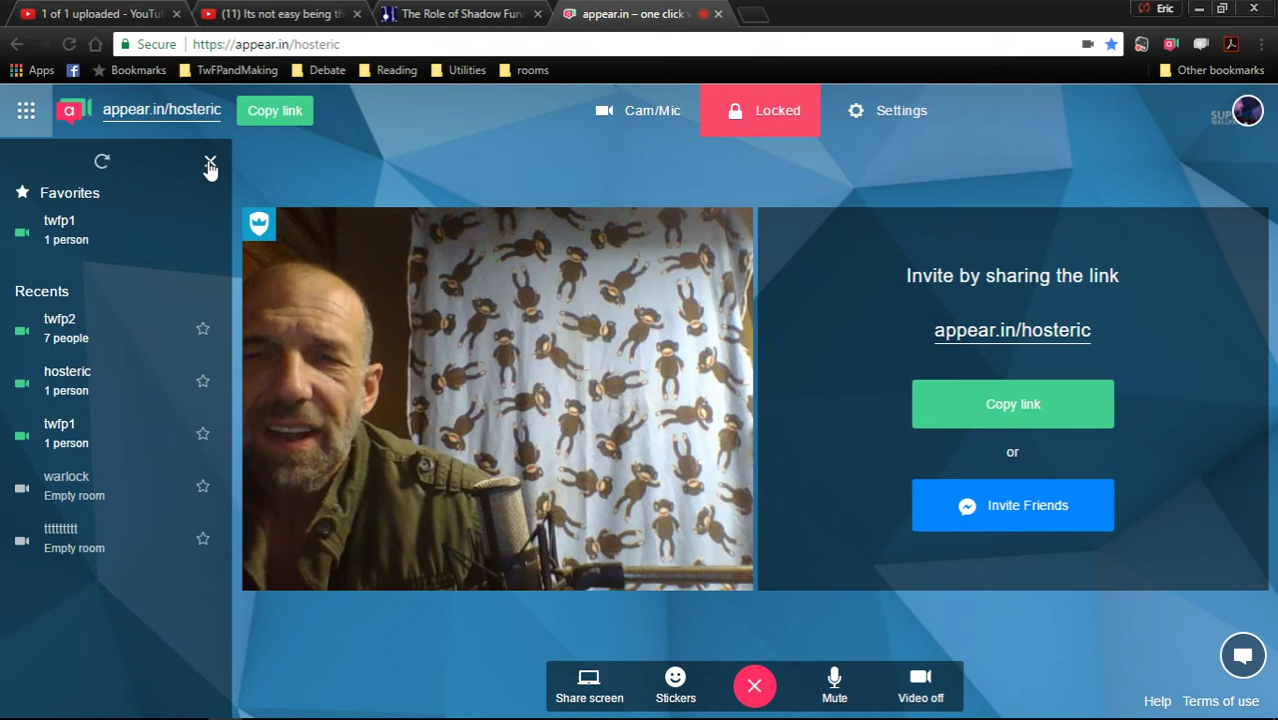 1 of 1 uploaded - YouTu
(11) Its not easy being th
The Role of Shadow Fun
appear.in – one click v
Eric
Secure
https://appear.in/hosteric
Apps
Bookmarks
TwFPandMaking
Debate
Reading
Utilities
rooms
Other bookmarks
appear.in/hosteric
Copy link
Cam/Mic
Locked
Settings
Favorites
twfp1
1 person
Recents
twfp2
7 people
hosteric
1 person
twfp1
1 person
warlock
Empty room
ttttttttt
Empty room
Invite by sharing the link
appear.in/hosteric
Copy link
or
Invite Friends
Share screen
Stickers
Mute
Video off
Help
Terms of use